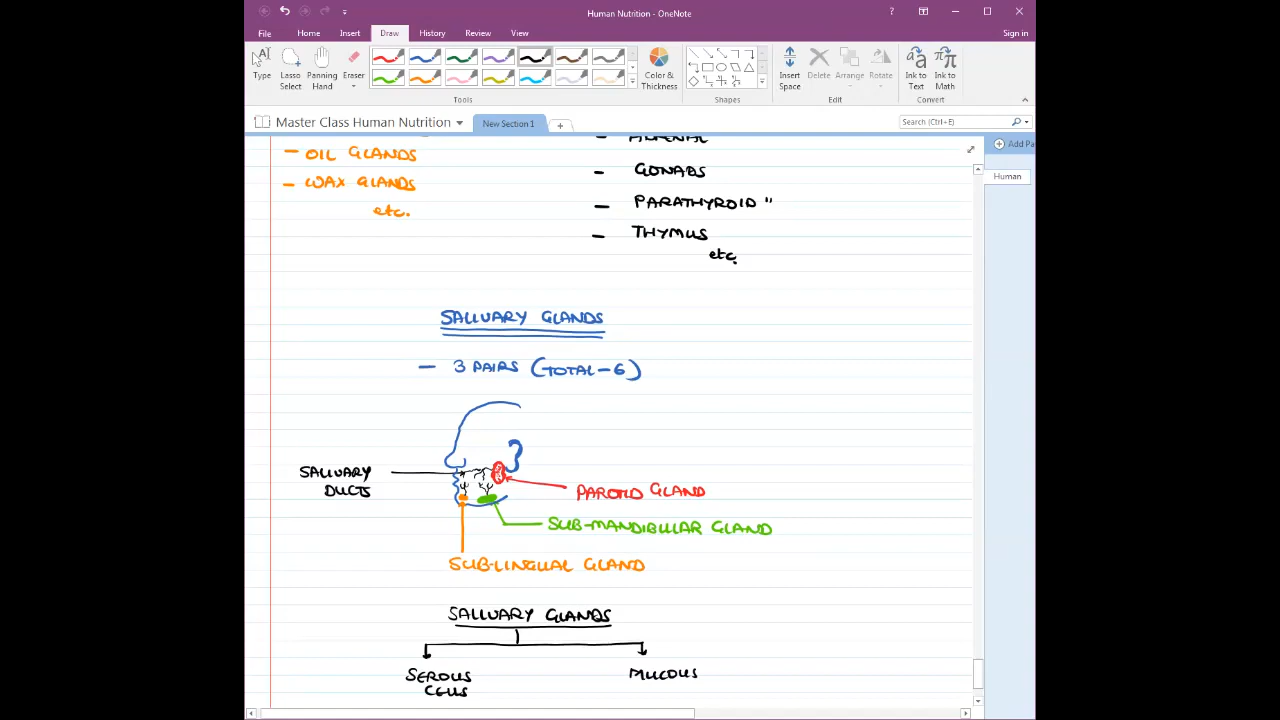 Human Nutrition - OneNote
Sign in
File Home Insert Draw History Review View
Type
Lasso Select
Panning Hand
Eraser
Color & Thickness
Insert Space
Delete
Arrange
Rotate
Ink to Text
Ink to Math
Tools
Shapes
Edit
Convert
Master Class Human Nutrition
New Section 1
Search (Ctrl+E)
Add Pa
Human
- OIL GLANDS
- WAX GLANDS
etc.
- ADRENAL
- GONADS
- PARATHYROID "
- THYMUS
etc.
SALIVARY GLANDS
- 3 PAIRS (TOTAL-6)
SALIVARY DUCTS
PAROTID GLAND
SUB-MANDIBULAR GLAND
SUB-LINGUAL GLAND
SALIVARY GLANDS
SEROUS CELLS
MUCOUS